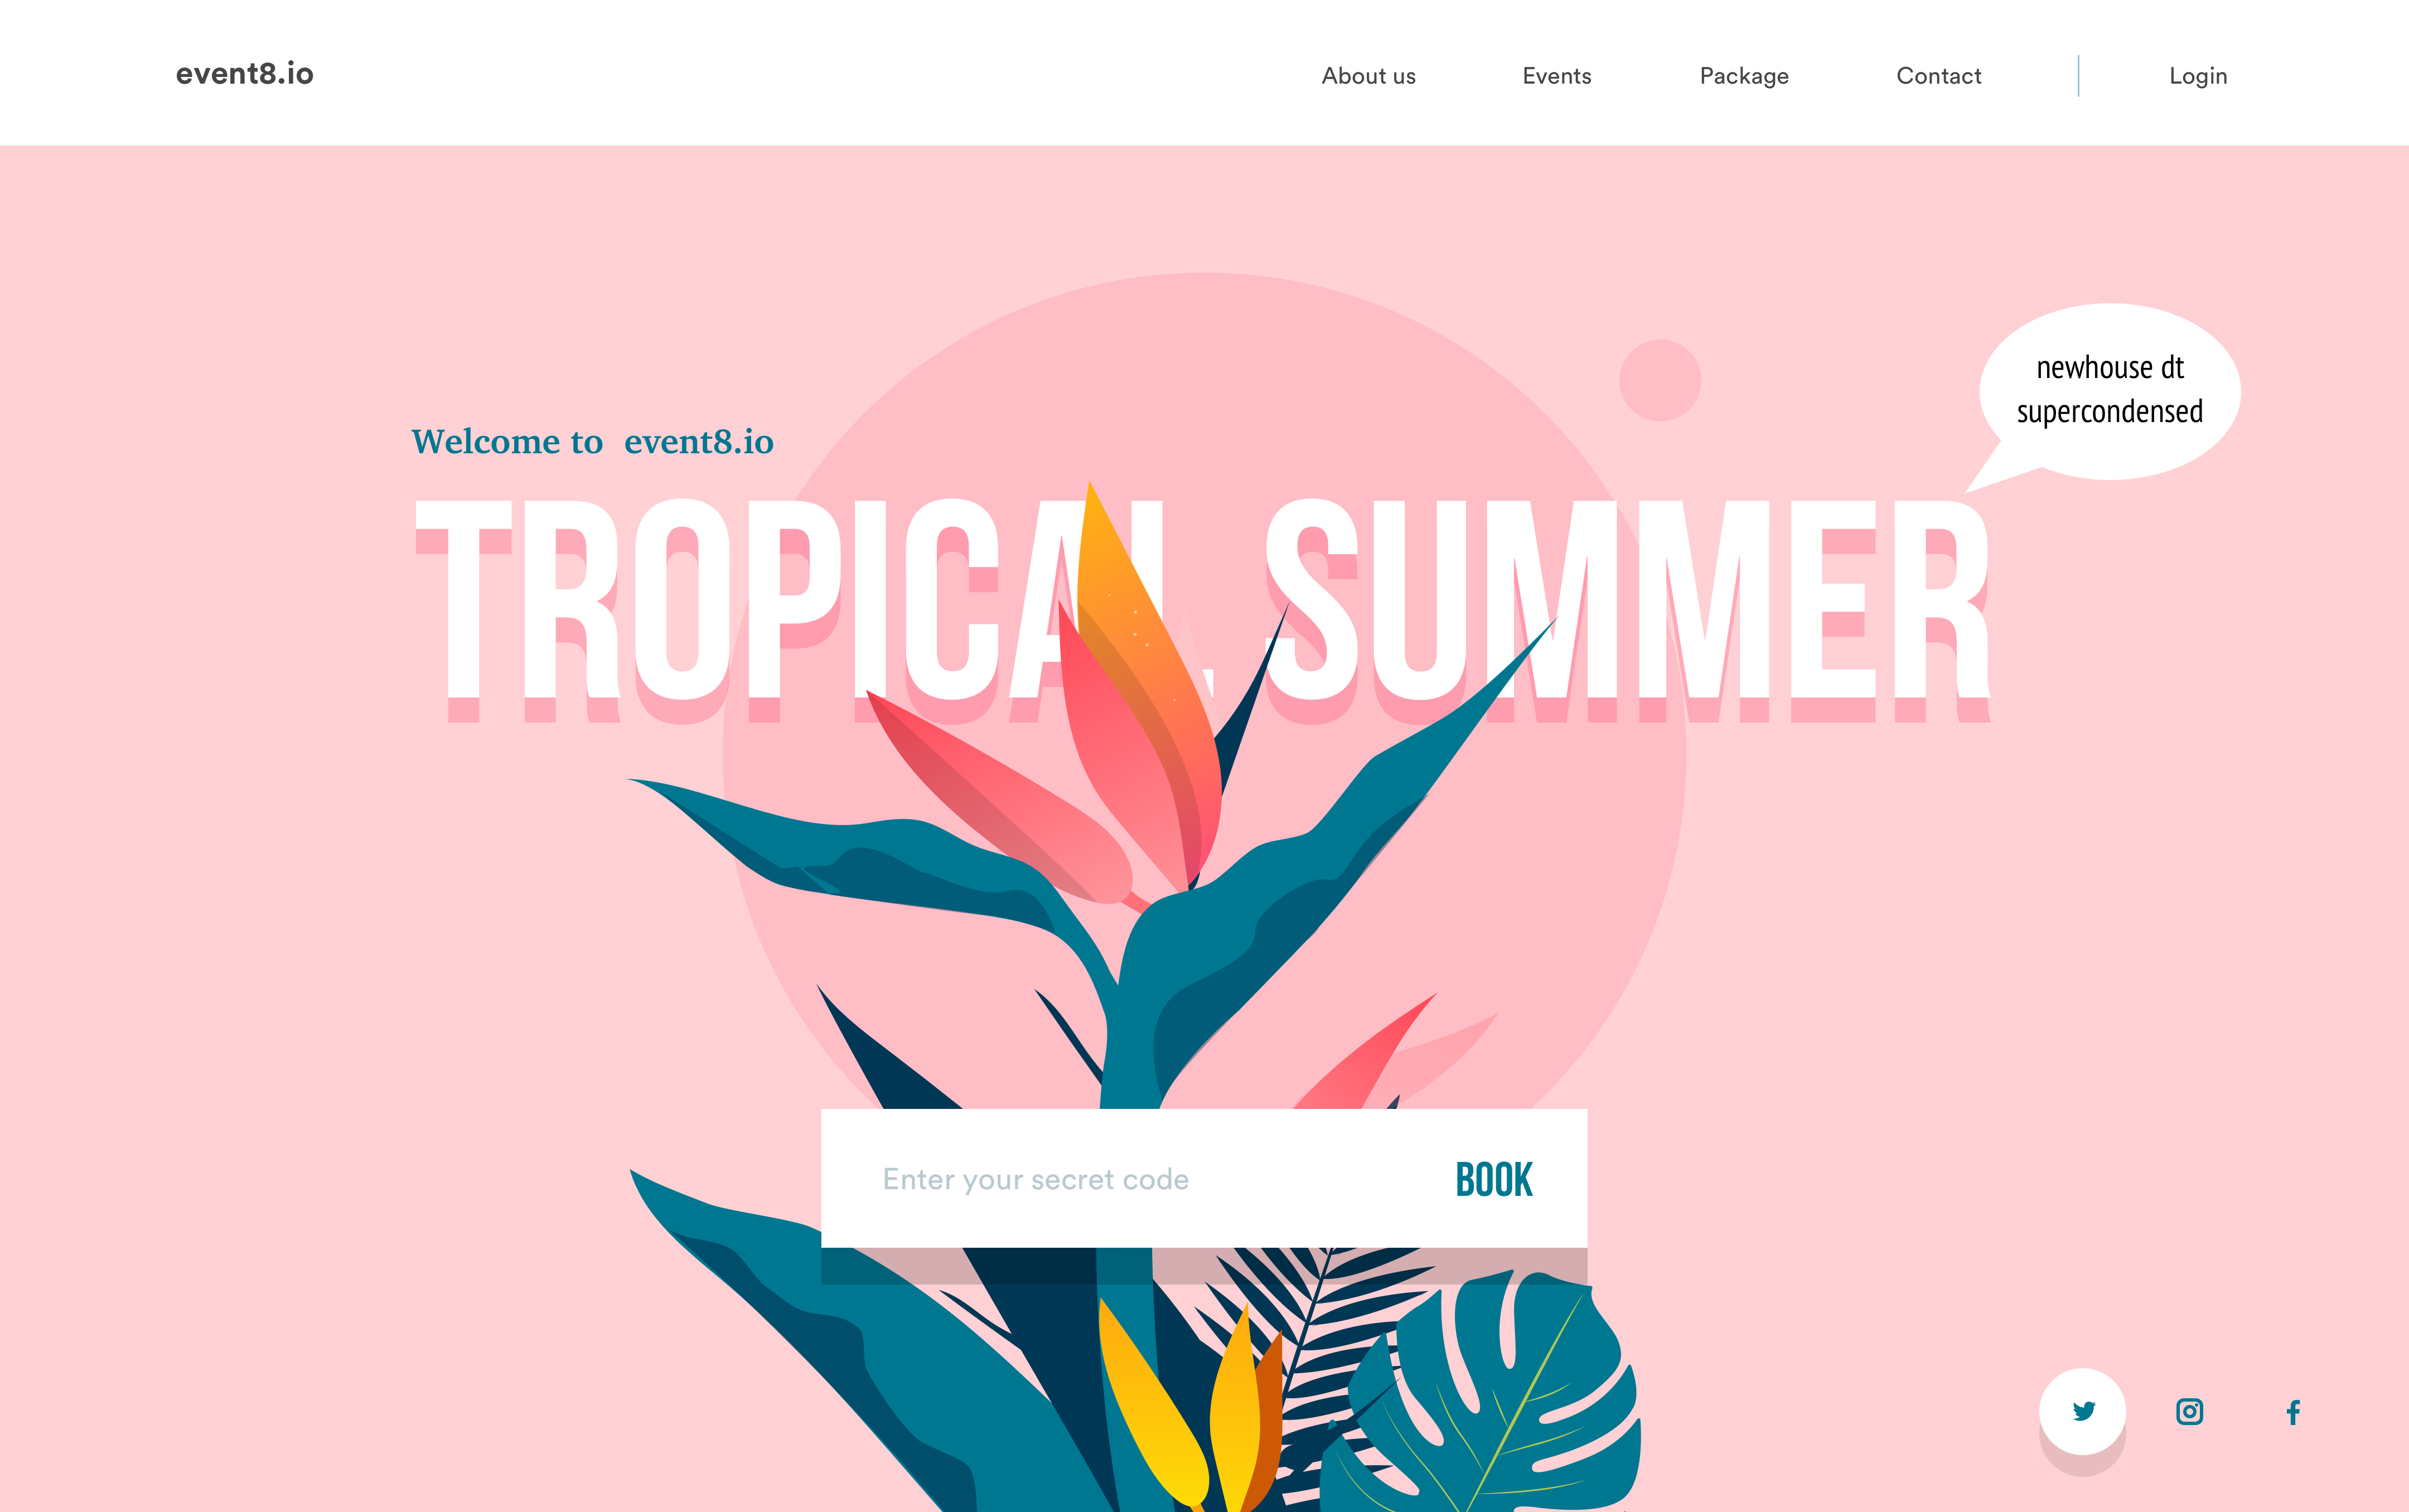 event8.io
About us
Events
Package
Contact
Login
newhouse dt
supercondensed
Welcome to event8.io
TROPICAL SUMMER
Enter your secret code
BOOK